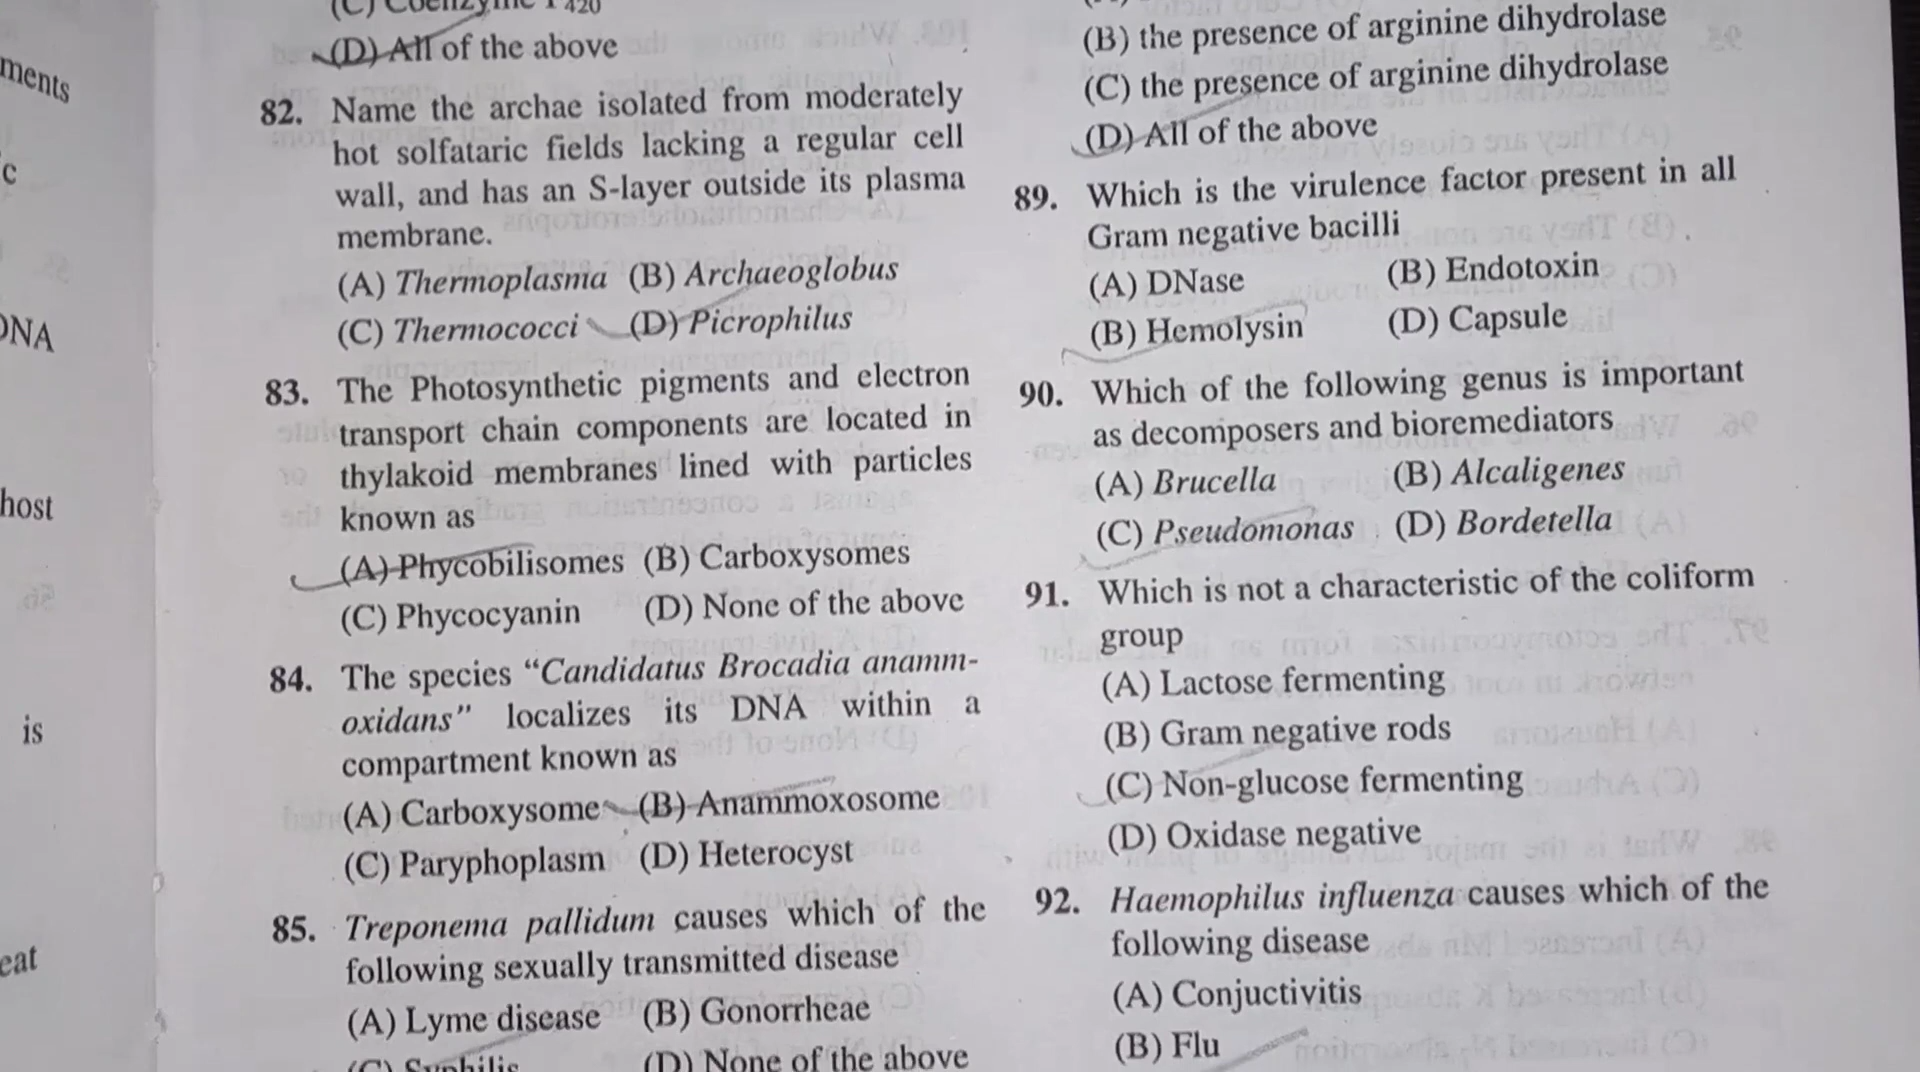 ments
c
DNA
host
is
eat
(D) All of the above
82. Name the archae isolated from moderately
hot solfataric fields lacking a regular cell
wall, and has an S-layer outside its plasma
membrane.
(A) Thermoplasma (B) Archaeoglobus
(C) Thermococci (D) Picrophilus
83. The Photosynthetic pigments and electron
transport chain components are located in
thylakoid membranes lined with particles
known as
(A) Phycobilisomes (B) Carboxysomes
(C) Phycocyanin (D) None of the above
84. The species “Candidatus Brocadia anamm-
oxidans” localizes its DNA within a
compartment known as
(A) Carboxysome (B) Anammoxosome
(C) Paryphoplasm (D) Heterocyst
85. Treponema pallidum causes which of the
following sexually transmitted disease
(A) Lyme disease (B) Gonorrheae
(C) Syphilis (D) None of the above
(B) the presence of arginine dihydrolase
(C) the presence of arginine dihydrolase
(D) All of the above
89. Which is the virulence factor present in all
Gram negative bacilli
(A) DNase (B) Endotoxin
(B) Hemolysin (D) Capsule
90. Which of the following genus is important
as decomposers and bioremediators
(A) Brucella (B) Alcaligenes
(C) Pseudomonas (D) Bordetella
91. Which is not a characteristic of the coliform
group
(A) Lactose fermenting
(B) Gram negative rods
(C) Non-glucose fermenting
(D) Oxidase negative
92. Haemophilus influenza causes which of the
following disease
(A) Conjuctivitis
(B) Flu